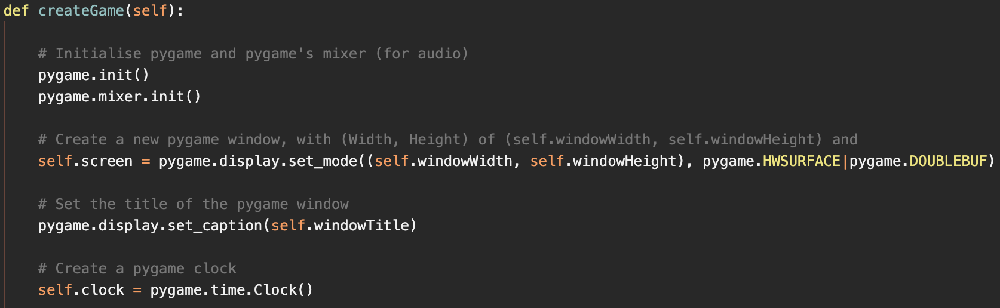 def createGame(self):
# Initialise pygame and pygame's mixer (for audio)
pygame.init()
pygame.mixer.init()
# Create a new pygame window, with (Width, Height) of (self.windowWidth, self.windowHeight) and
self.screen = pygame.display.set_mode((self.windowWidth, self.windowHeight), pygame.HWSURFACE|pygame.DOUBLEBUF)
# Set the title of the pygame window
pygame.display.set_caption(self.windowTitle)
# Create a pygame clock
self.clock = pygame.time.Clock()